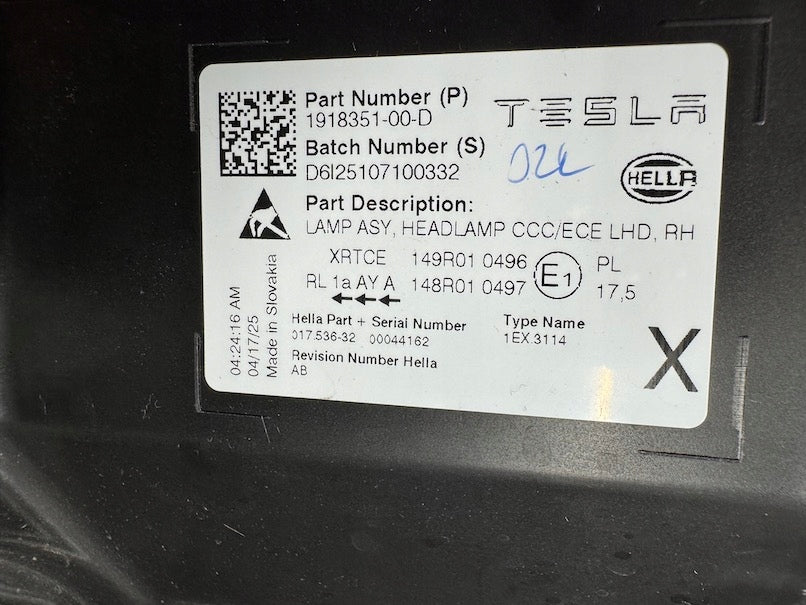 Part Number (P)
1918351-00-D
TESLA
Batch Number (S)
D6I25107100332
HELLA
Part Description:
LAMP ASY, HEADLAMP CCC/ECE LHD, RH
XRTCE 149R01 0496 E1 PL
RL 1a AY A 148R01 0497 17,5
Hella Part + Serial Number Type Name
017.536-32 00044162 1EX.3114
Revision Number Hella
AB
X
04:24:16 AM
04/17/25
Made in Slovakia